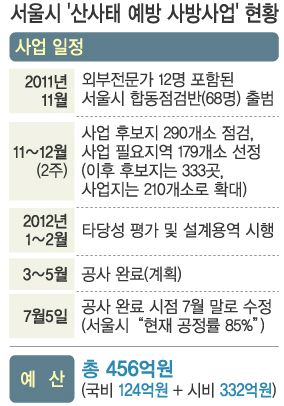 서울시 '산사태 예방 사방사업' 현황
사업 일정
2011년
11월
외부전문가 12명 포함된
서울시 합동점검반(68명) 출범
11～12월
(2주)
사업 후보지 290개소 점검,
사업 필요지역 179개소 선정
(이후 후보지는 333곳,
사업지는 210개소로 확대)
2012년
1～2월
타당성 평가 및 설계용역 시행
3～5월
공사 완료(계획)
7월5일
공사 완료 시점 7월 말로 수정
(서울시 “현재 공정률 85%”)
예 산
총 456억원
(국비 124억원 + 시비 332억원)